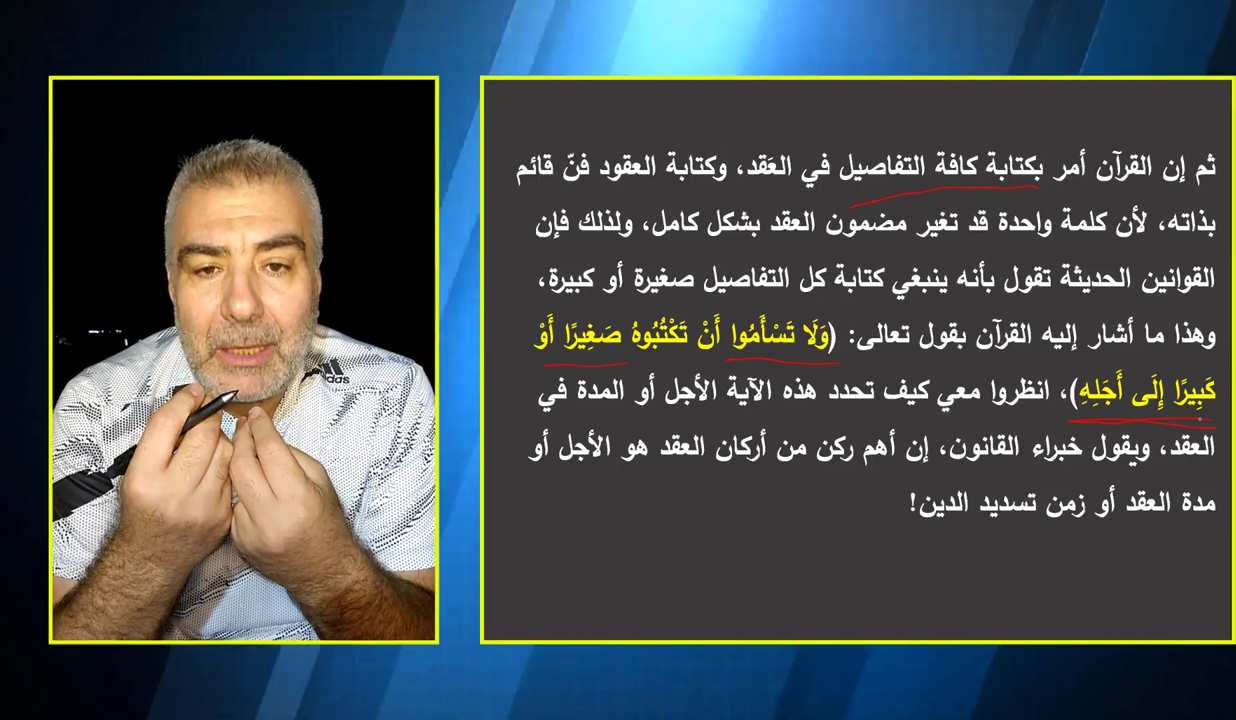 ثم إن القرآن أمر بكتابة كافة التفاصيل في العَقد، وكتابة العقود فنّ قائم
بذاته، لأن كلمة واحدة قد تغير مضمون العقد بشكل كامل، ولذلك فإن
القوانين الحديثة تقول بأنه ينبغي كتابة كل التفاصيل صغيرة أو كبيرة،
وهذا ما أشار إليه القرآن بقول تعالى: (وَلَا تَسْأَمُوا أَنْ تَكْتُبُوهُ صَغِيرًا أَوْ
كَبِيرًا إِلَى أَجَلِهِ)، انظروا معي كيف تحدد هذه الآية الأجل أو المدة في
العقد، ويقول خبراء القانون، إن أهم ركن من أركان العقد هو الأجل أو
مدة العقد أو زمن تسديد الدين!
adidas